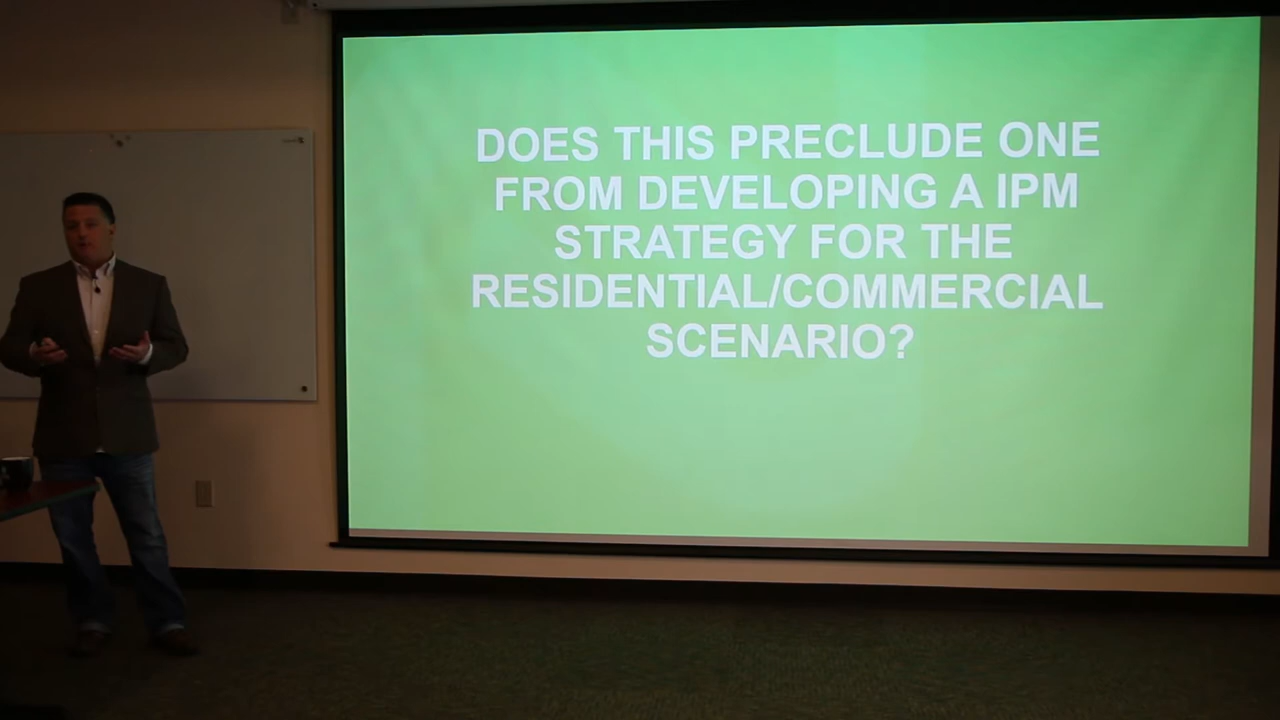 DOES THIS PRECLUDE ONE
FROM DEVELOPING A IPM
STRATEGY FOR THE
RESIDENTIAL/COMMERCIAL
SCENARIO?